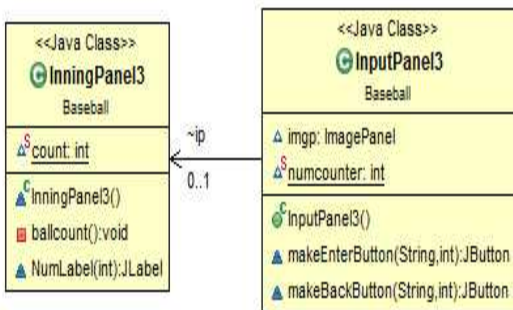 <<Java Class>>
InningPanel3
Baseball
count: int
InningPanel3()
ballcount():void
NumLabel(int):JLabel
~ip
0..1
<<Java Class>>
InputPanel3
Baseball
imgp: ImagePanel
numcounter: int
InputPanel3()
makeEnterButton(String,int):JButton
makeBackButton(String,int):JButton